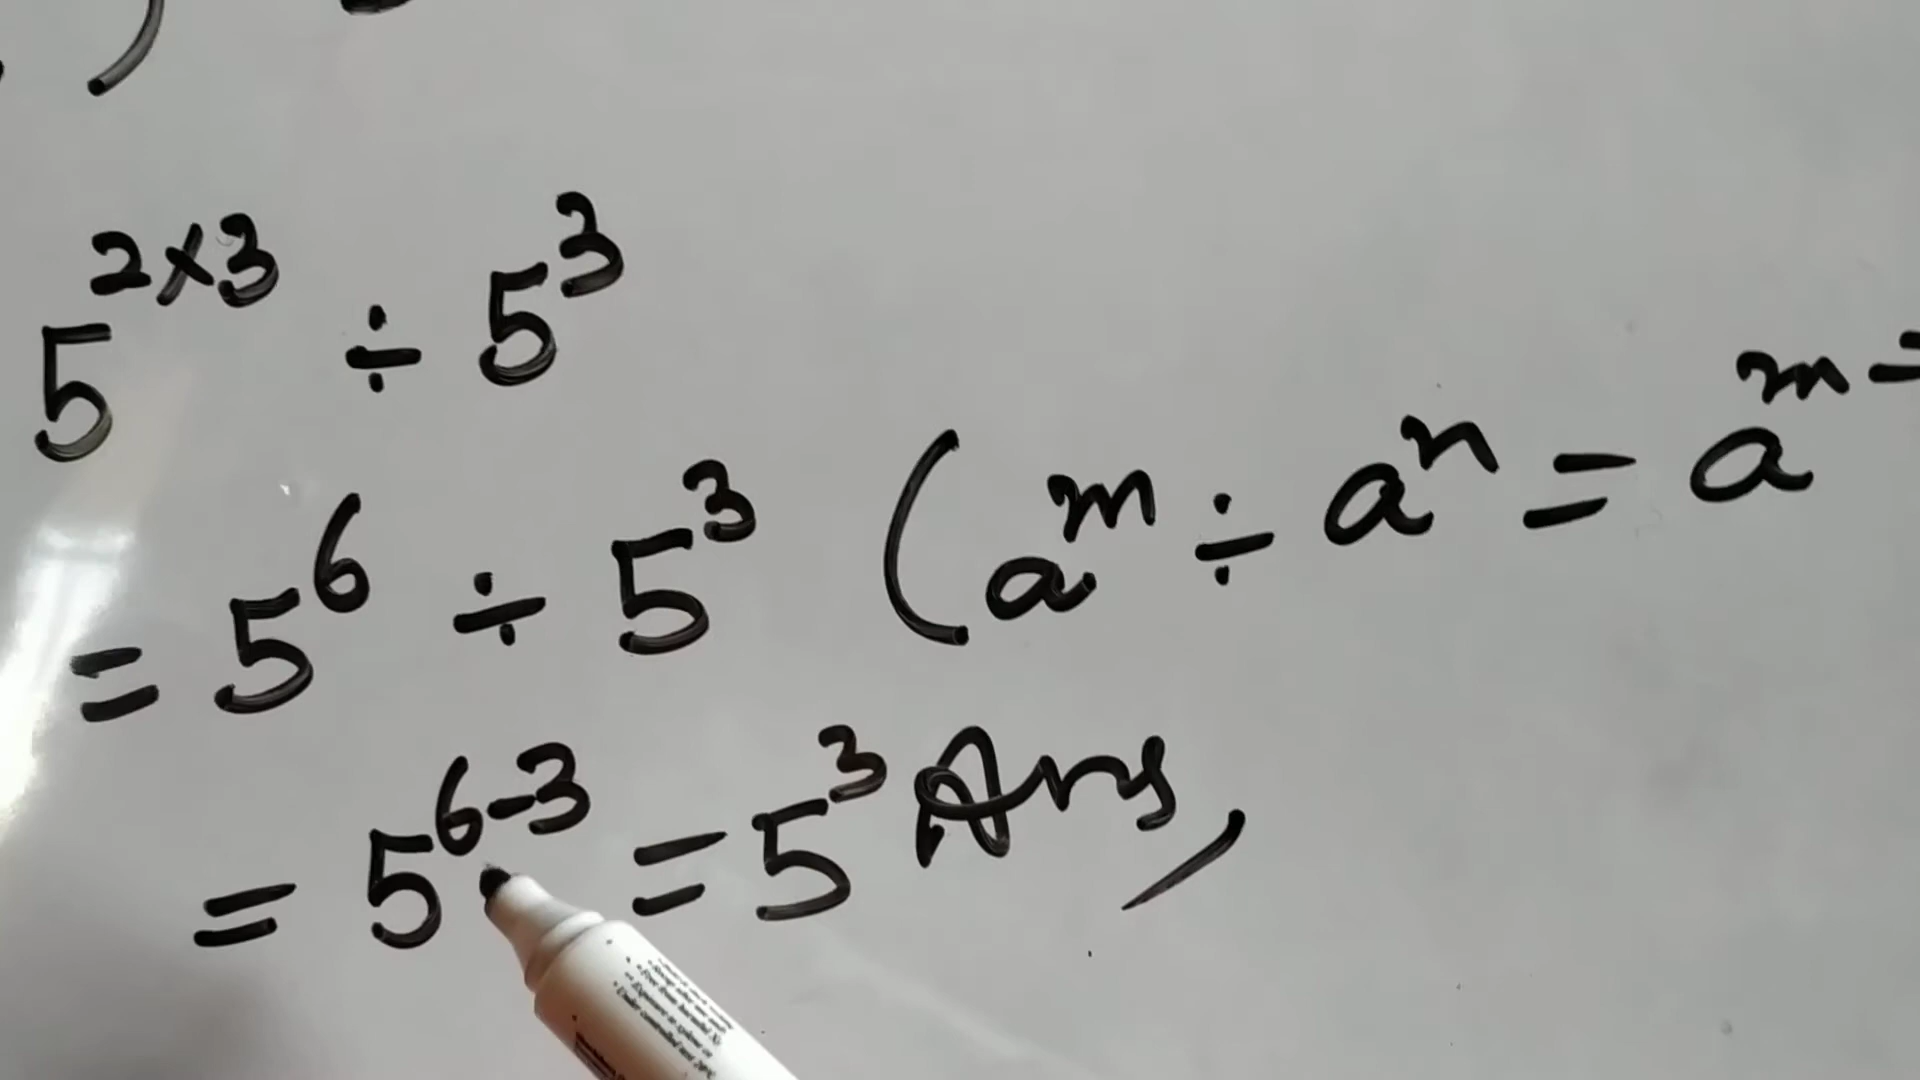 5^{2×3} ÷ 5^3
= 5^6 ÷ 5^3 (a^m ÷ a^n = a^{m-
= 5^{6-3} = 5^3 Ans,